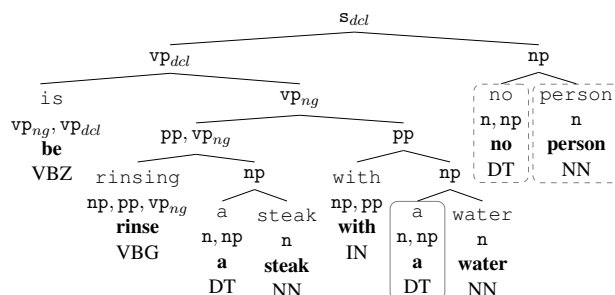 s_dcl
vp_dcl np
is vp_ng no person
vp_ng, vp_dcl pp, vp_ng pp n, np n
be no person
VBZ rinsing np with np DT NN
np, pp, vp_ng a steak np, pp a water
rinse n, np n with n, np n
VBG a steak IN a water
DT NN DT NN